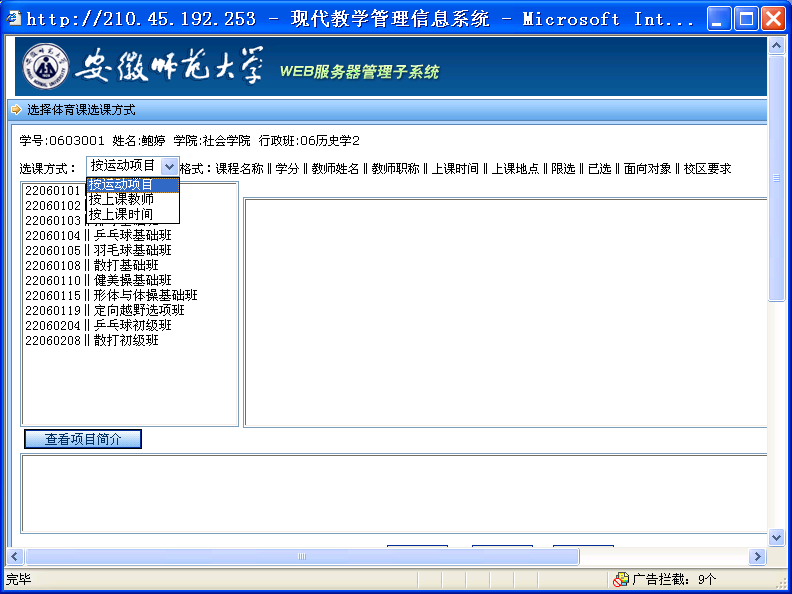 http://210.45.192.253 - 现代教学管理信息系统 - Microsoft Int...
安徽师范大学 WEB服务器管理子系统
选择体育课选课方式
学号:0603001 姓名:鲍婷 学院:社会学院 行政班:06历史学2
选课方式: 按运动项目 格式:课程名称‖学分‖教师姓名‖教师职称‖上课时间‖上课地点‖限选‖已选‖面向对象‖校区要求
按运动项目
按上课教师
按上课时间
22060101
22060102
22060103
22060104‖乒乓球基础班
22060105‖羽毛球基础班
22060108‖散打基础班
22060110‖健美操基础班
22060115‖形体与体操基础班
22060119‖定向越野选项班
22060204‖乒乓球初级班
22060208‖散打初级班
查看项目简介
完毕
广告拦截: 9个